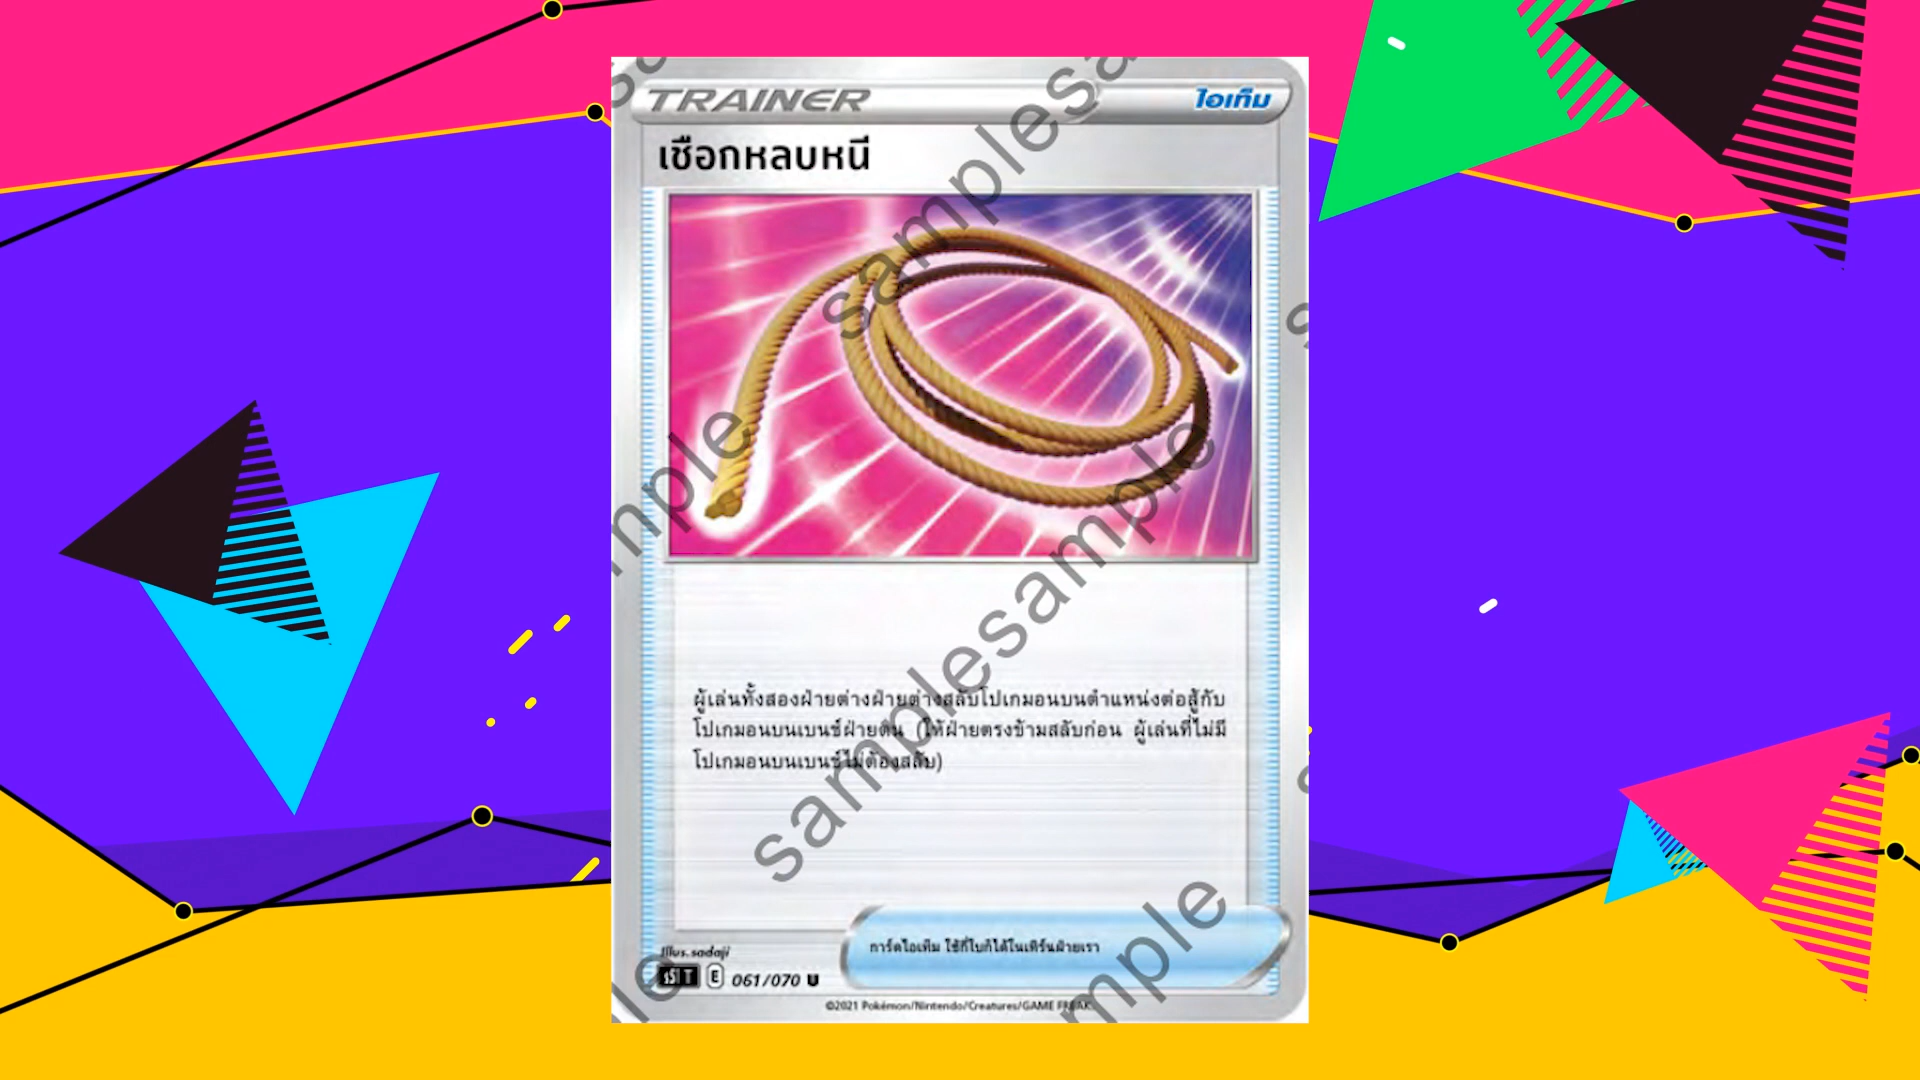 TRAINER ไอเท็ม
เชือกหลบหนี
ผู้เล่นทั้งสองฝ่ายต่างฝ่ายต่างสลับโปเกมอนบนตำแหน่งต่อสู้กับ
โปเกมอนบนเบนช์ฝ่ายตน (ให้ฝ่ายตรงข้ามสลับก่อน ผู้เล่นที่ไม่มี
โปเกมอนบนเบนช์ไม่ต้องสลับ)
การ์ดไอเท็ม ใช้กี่ใบก็ได้ในเทิร์นฝ่ายเรา
Illus. sadaji
E 061/070 U
©2021 Pokémon/Nintendo/Creatures/GAME FREAK.
samplesample
samplesample
sample
sample